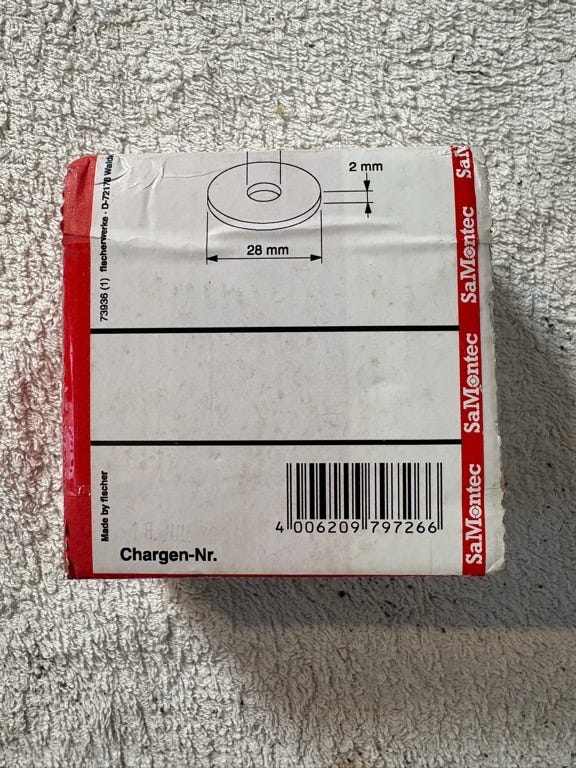 2 mm
28 mm
73936 (1) fischerwerke · D-72178
SaMontec
SaMontec
SaMontec
Made by fischer
4 006209 797266
Chargen-Nr.